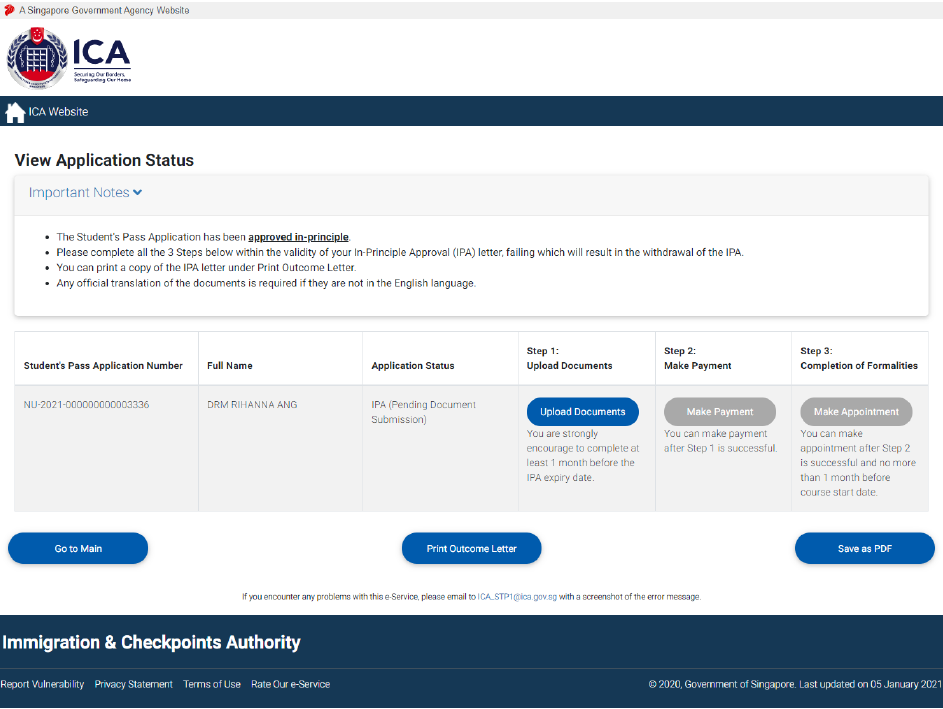 A Singapore Government Agency Website
ICA
Securing Our Borders,
Safeguarding Our Home
ICA Website
View Application Status
Important Notes
The Student's Pass Application has been approved in-principle.
Please complete all the 3 Steps below within the validity of your In-Principle Approval (IPA) letter, failing which will result in the withdrawal of the IPA.
You can print a copy of the IPA letter under Print Outcome Letter.
Any official translation of the documents is required if they are not in the English language.
Student's Pass Application Number
Full Name
Application Status
Step 1:
Upload Documents
Step 2:
Make Payment
Step 3:
Completion of Formalities
NU-2021-000000000003336
DRM RIHANNA ANG
IPA (Pending Document
Submission)
Upload Documents
You are strongly
encourage to complete at
least 1 month before the
IPA expiry date.
Make Payment
You can make payment
after Step 1 is successful.
Make Appointment
You can make
appointment after Step 2
is successful and no more
than 1 month before
course start date.
Go to Main
Print Outcome Letter
Save as PDF
If you encounter any problems with this e-Service, please email to ICA_STP1@ica.gov.sg with a screenshot of the error message.
Immigration & Checkpoints Authority
Report Vulnerability Privacy Statement Terms of Use Rate Our e-Service
© 2020, Government of Singapore. Last updated on 05 January 2021